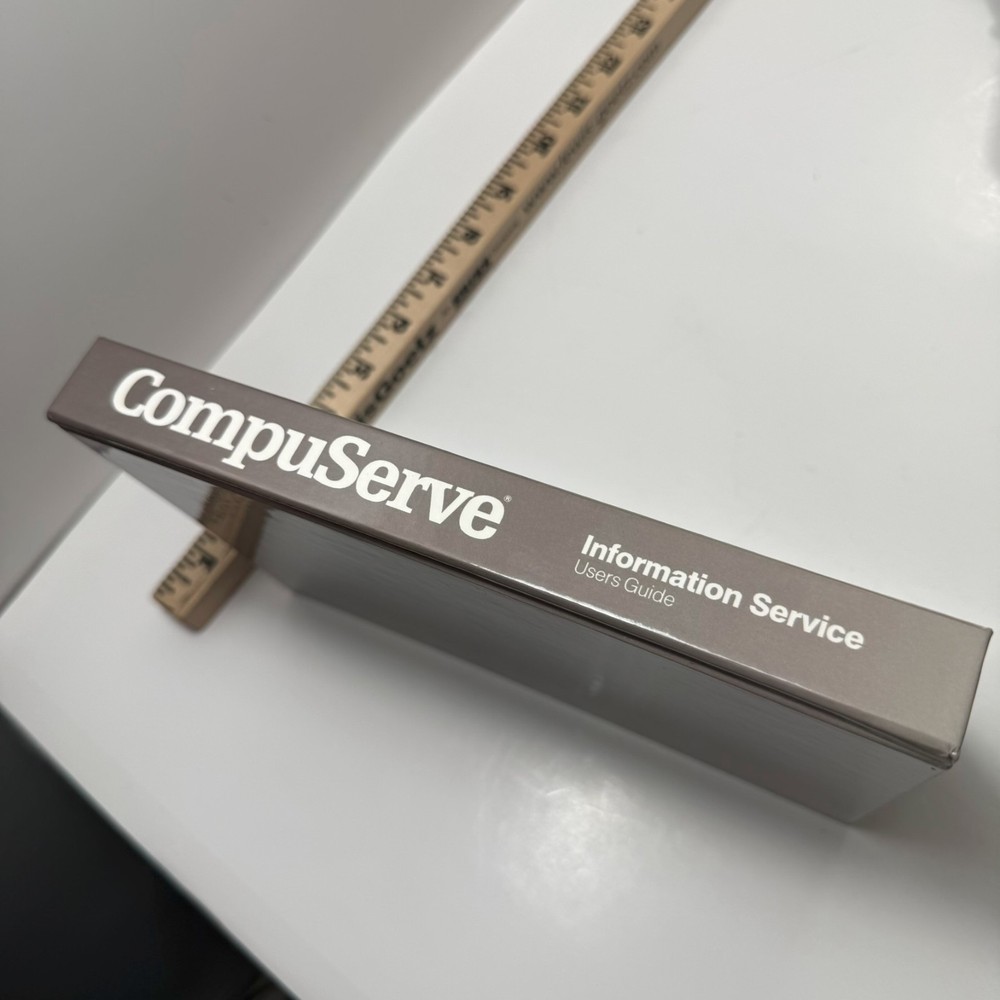 CompuServe®
Information Service
Users Guide